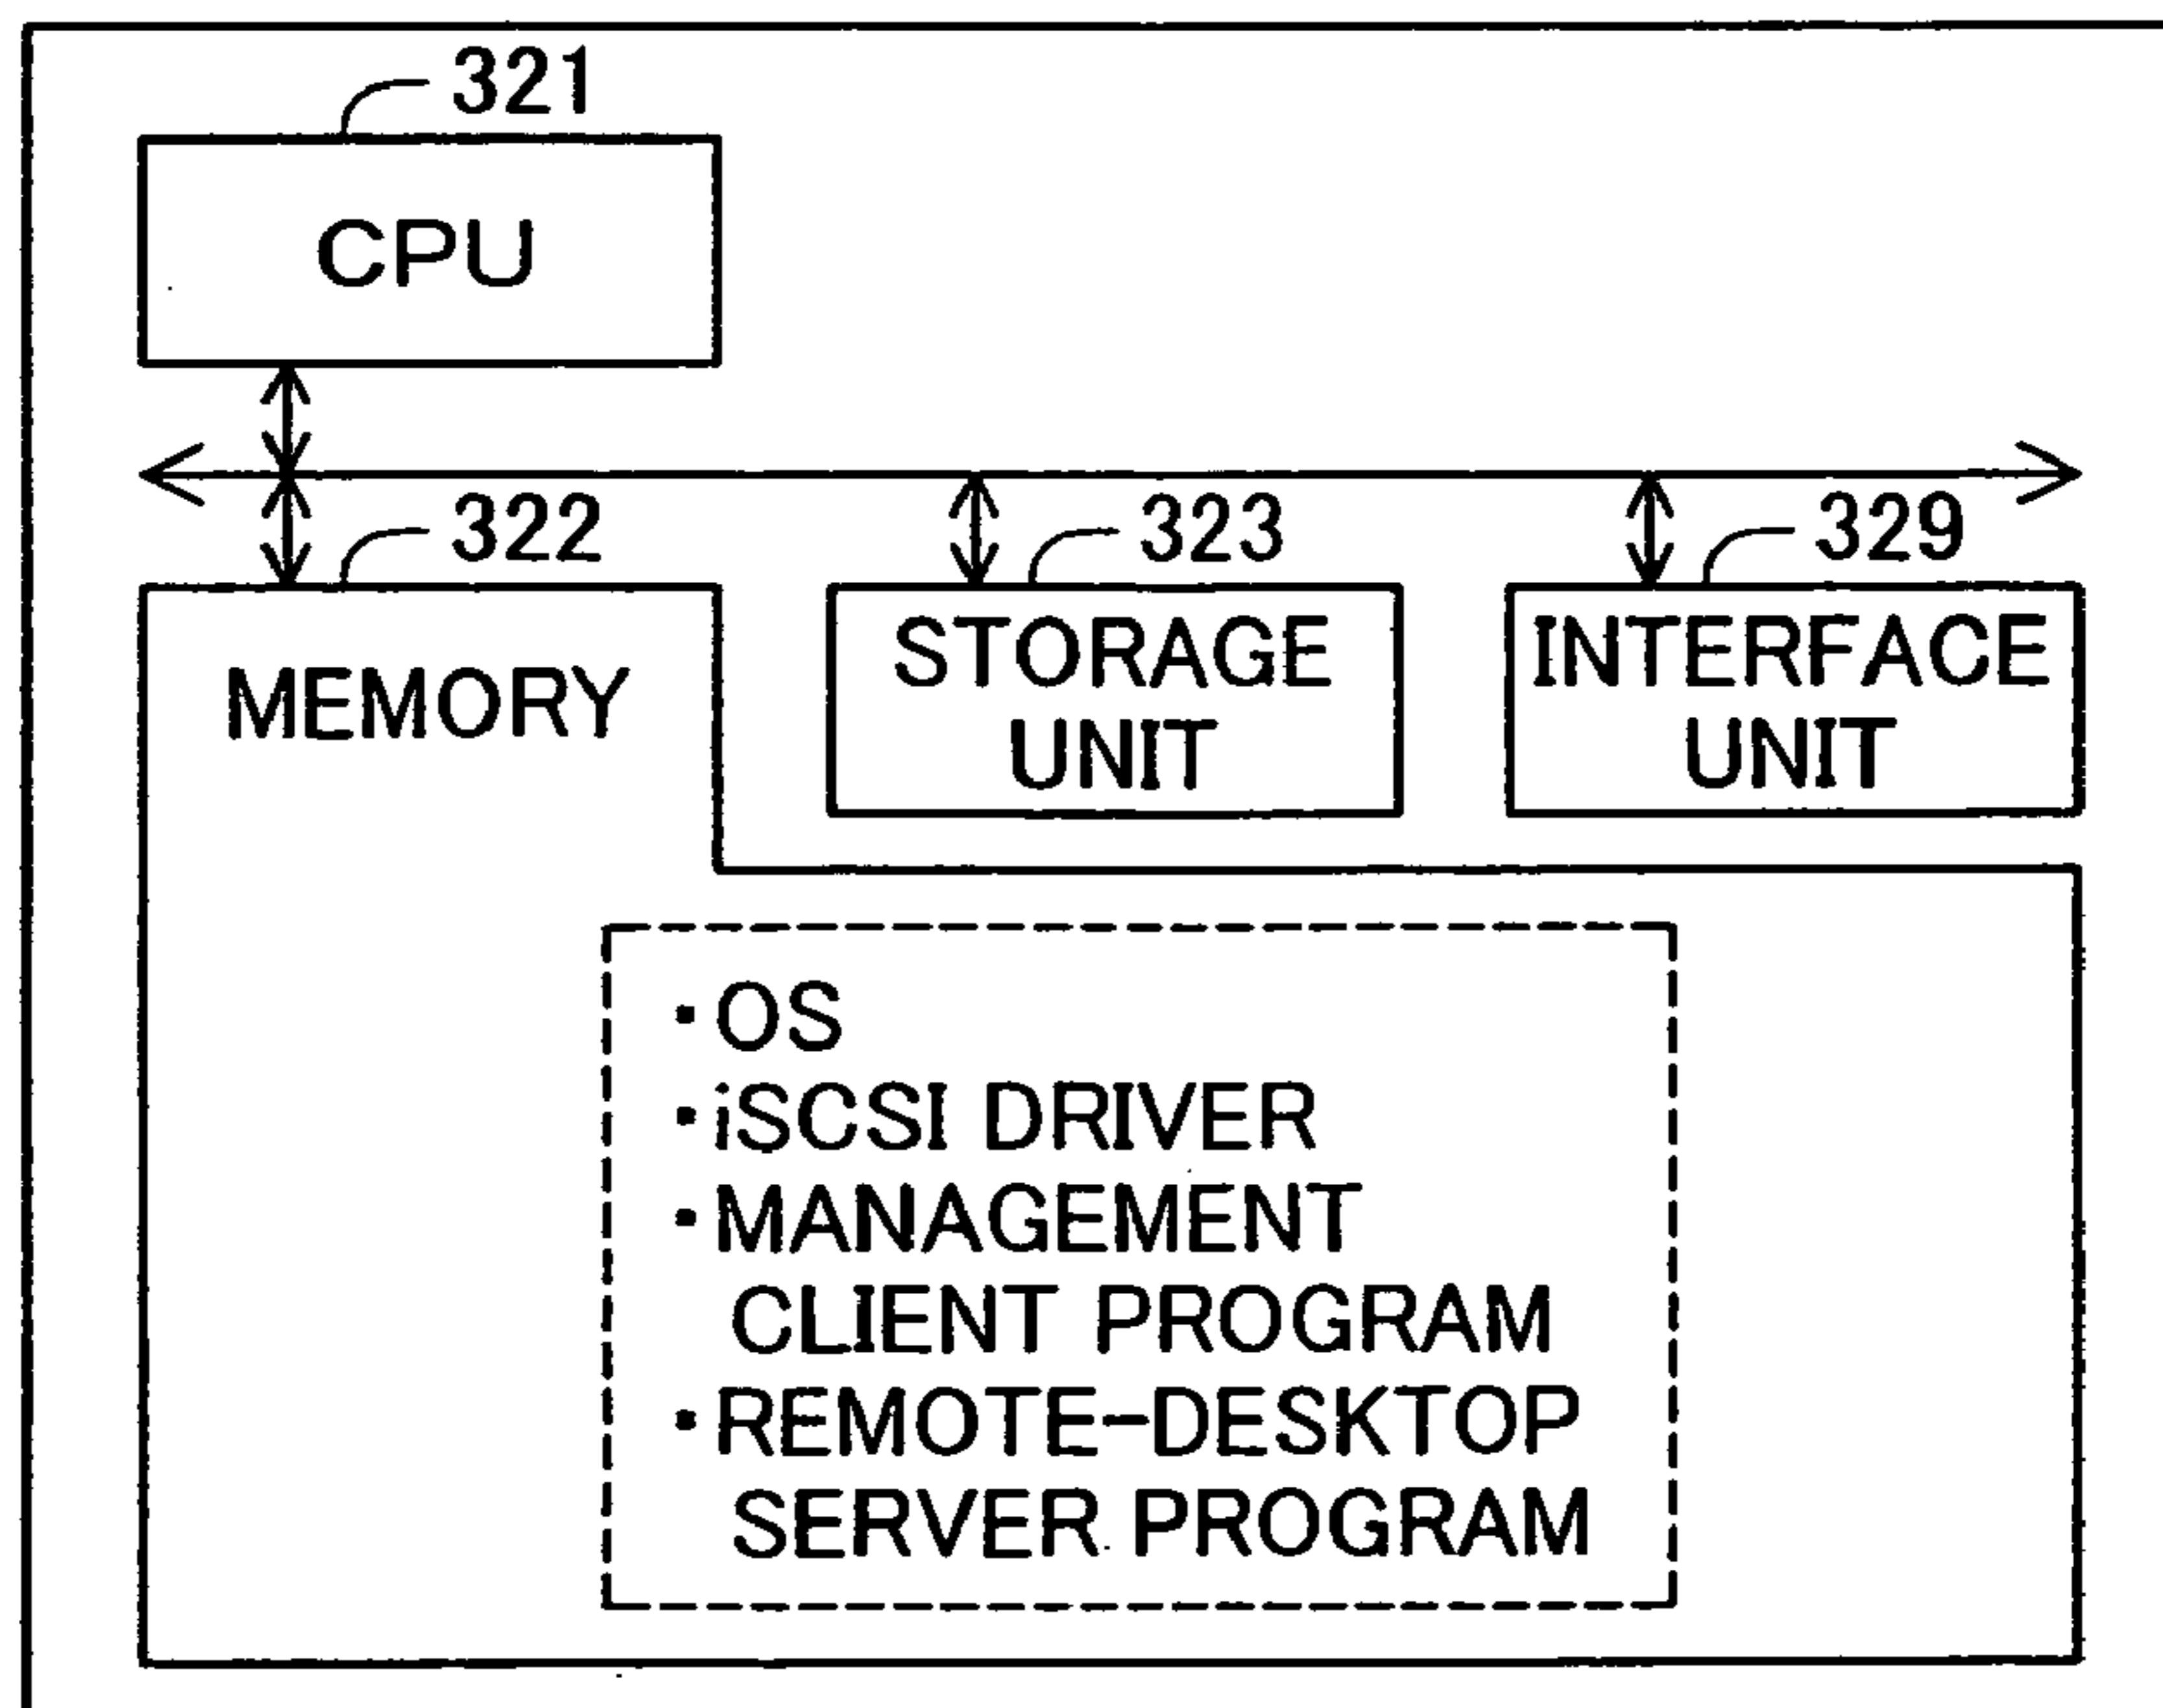 321
CPU
322
323
329
MEMORY
STORAGE
UNIT
INTERFACE
UNIT
・OS
・iSCSI DRIVER
・MANAGEMENT
CLIENT PROGRAM
・REMOTE-DESKTOP
SERVER PROGRAM